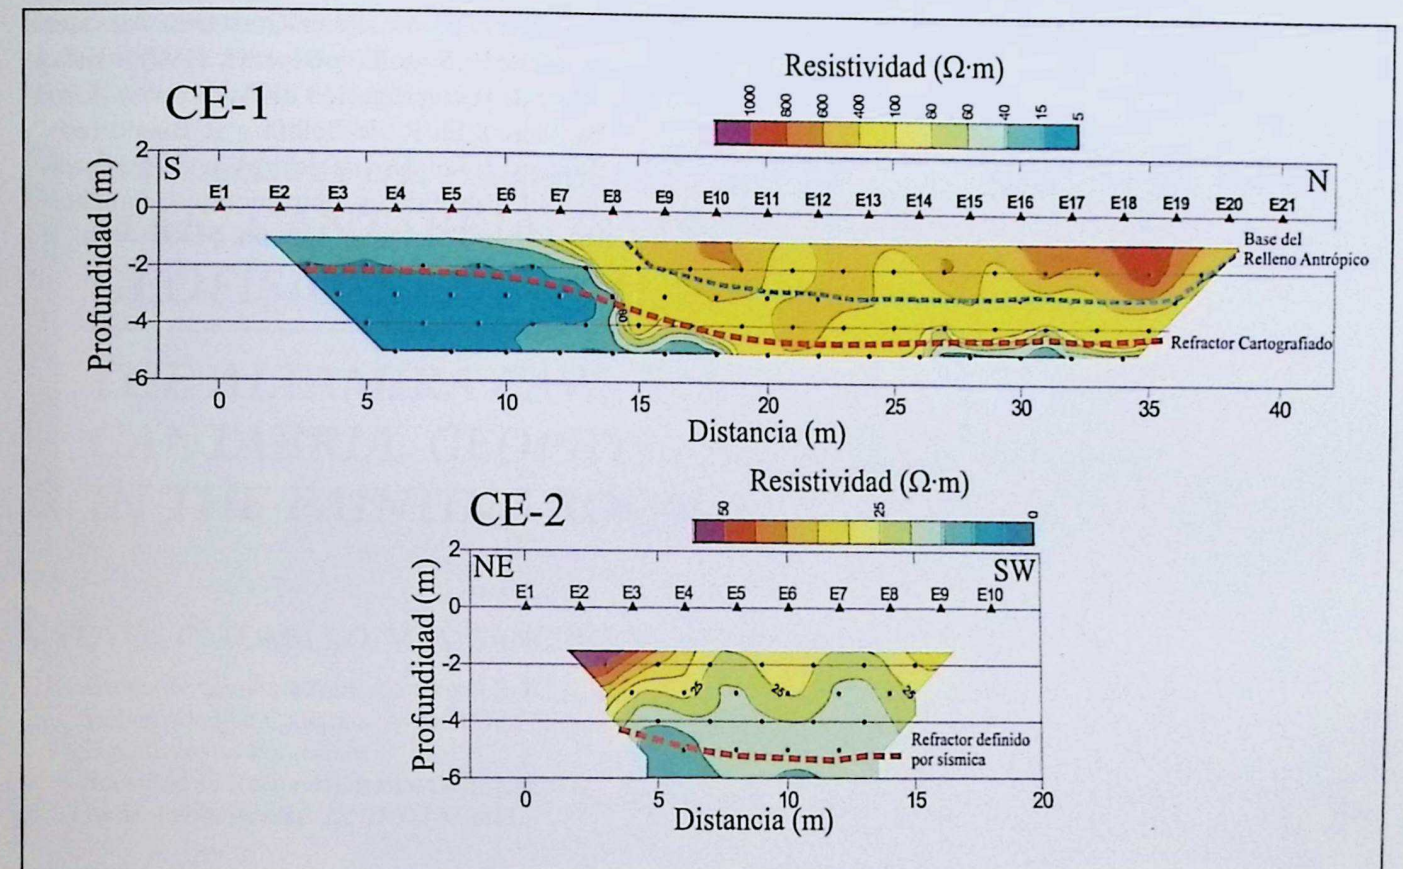 CE-1
Resistividad (Ω·m)
1000 800 600 400 100 80 60 40 15 5
S
N
E1 E2 E3 E4 E5 E6 E7 E8 E9 E10 E11 E12 E13 E14 E15 E16 E17 E18 E19 E20 E21
Profundidad (m)
2
0
-2
-4
-6
Base del
Relleno Antrópico
Refractor Cartografiado
0 5 10 15 20 25 30 35 40
Distancia (m)
CE-2
Resistividad (Ω·m)
50 25 0
NE
SW
E1 E2 E3 E4 E5 E6 E7 E8 E9 E10
Profundidad (m)
2
0
-2
-4
-6
25 25 25
Refractor definido
por sísmica
0 5 10 15 20
Distancia (m)